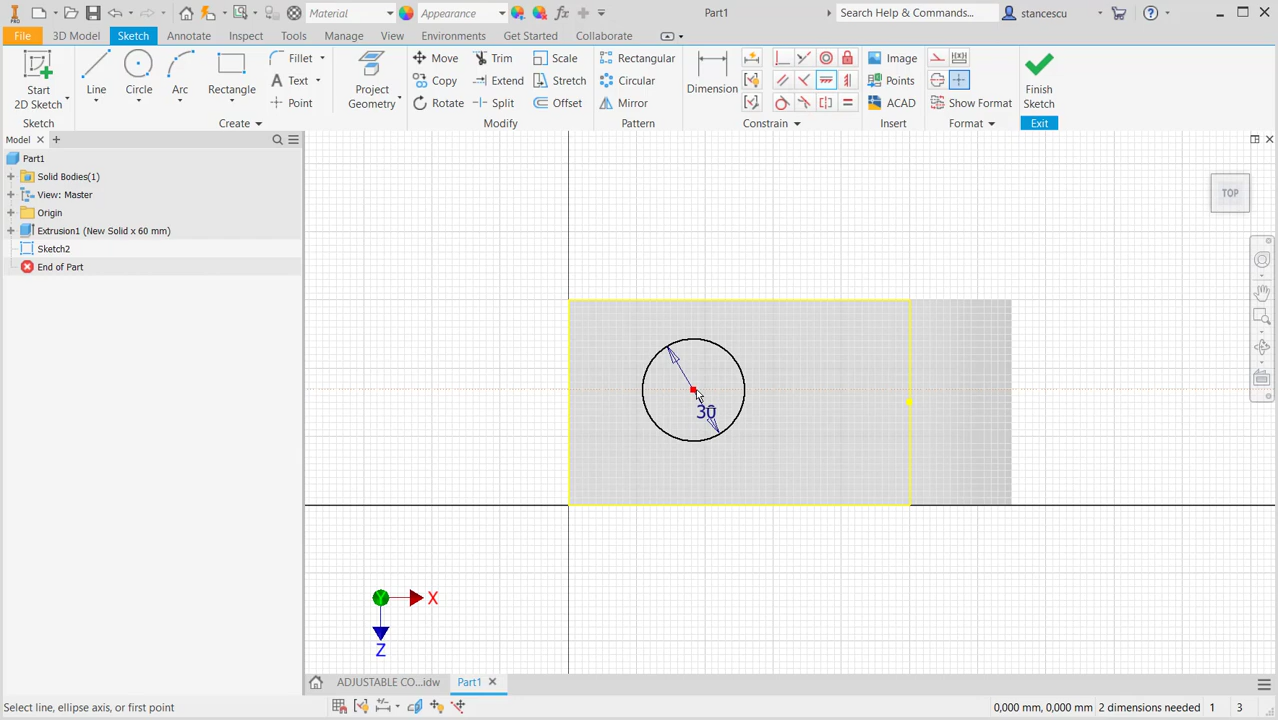 PRO
Material
Appearance
Part1
Search Help & Commands...
stancescu
File
3D Model
Sketch
Annotate
Inspect
Tools
Manage
View
Environments
Get Started
Collaborate
Start
2D Sketch
Line
Circle
Arc
Rectangle
Fillet
Text
Point
Project
Geometry
Move
Copy
Rotate
Trim
Extend
Split
Scale
Stretch
Offset
Rectangular
Circular
Mirror
Dimension
Image
Points
ACAD
Show Format
Finish
Sketch
Sketch
Create
Modify
Pattern
Constrain
Insert
Format
Exit
Model
Part1
Solid Bodies(1)
View: Master
Origin
Extrusion1 (New Solid x 60 mm)
Sketch2
End of Part
TOP
30
X
Y
Z
ADJUSTABLE CO...idw
Part1
Select line, ellipse axis, or first point
0,000 mm, 0,000 mm
2 dimensions needed
1
3